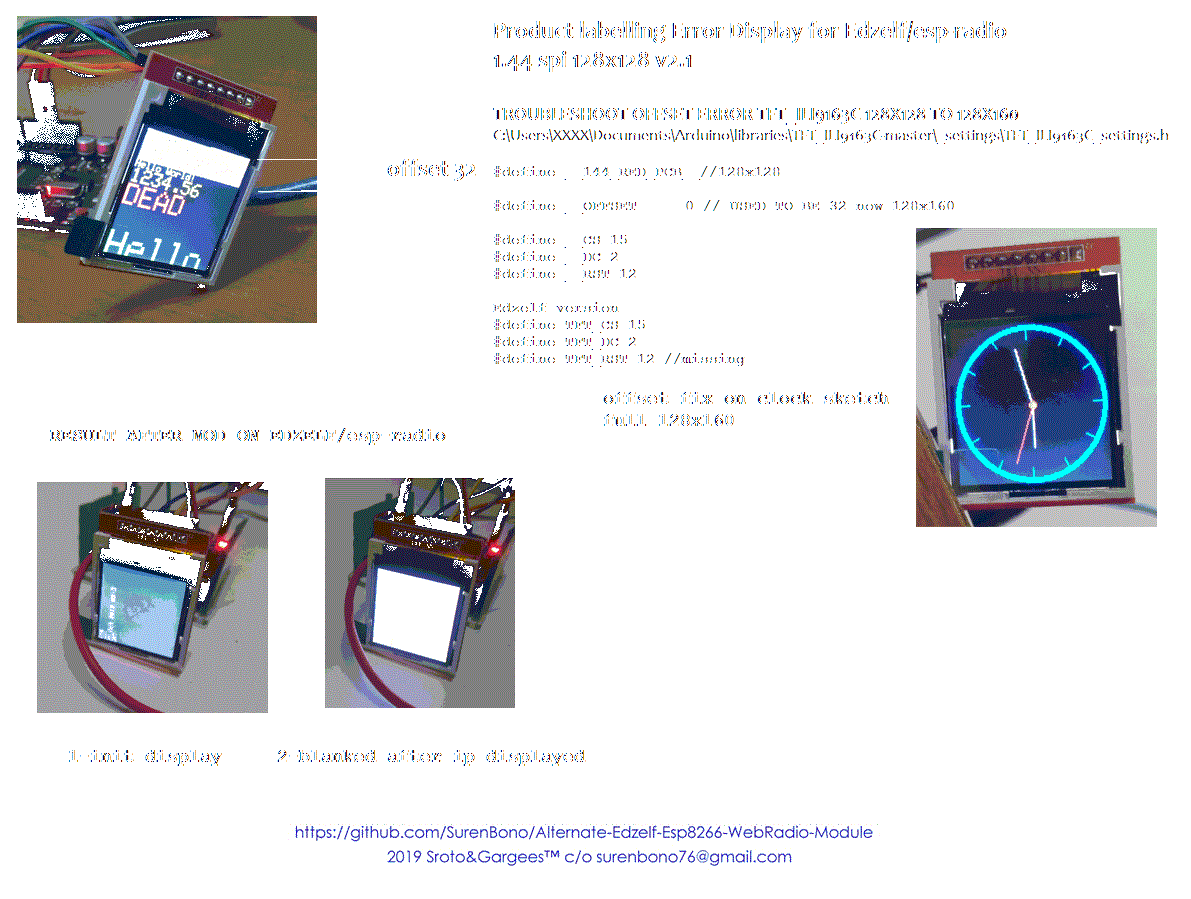 Product labelling Error Display for Edzelf/esp radio
1.44 spi 128x128 v2.1
TROUBLESHOOT OFFSET ERROR TFT_ILI9163C 128X128 TO 128X160
C:\Users\XXXX\Documents\Arduino\libraries\TFT_ILI9163C-master\_settings\TFT_ILI9163C_settings.h
offset 32
#define __144_RED_PCB__//128x128
#define __OFFSET 0 // USED TO BE 32 now 128x160
#define __CS 15
#define __DC 2
#define __RST 12
Edzelf version
#define TFT_CS 15
#define TFT_DC 2
#define TFT_RST 12 //missing
offset fix on clock sketch
full 128x160
Hello World!
1234.56
DEAD
Hello
RESULT AFTER MOD ON EDZELF/esp radio
1-init display
2-blanked after ip displayed
https://github.com/SurenBono/Alternate-Edzelf-Esp8266-WebRadio-Module
2019 Sroto&Gargees™ c/o surenbono76@gmail.com